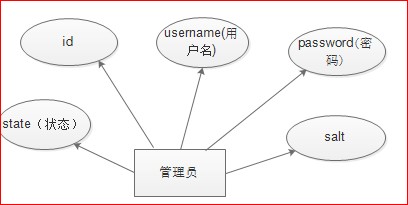 id
username(用
户名)
password(密
码）
state（状态）
salt
管理员